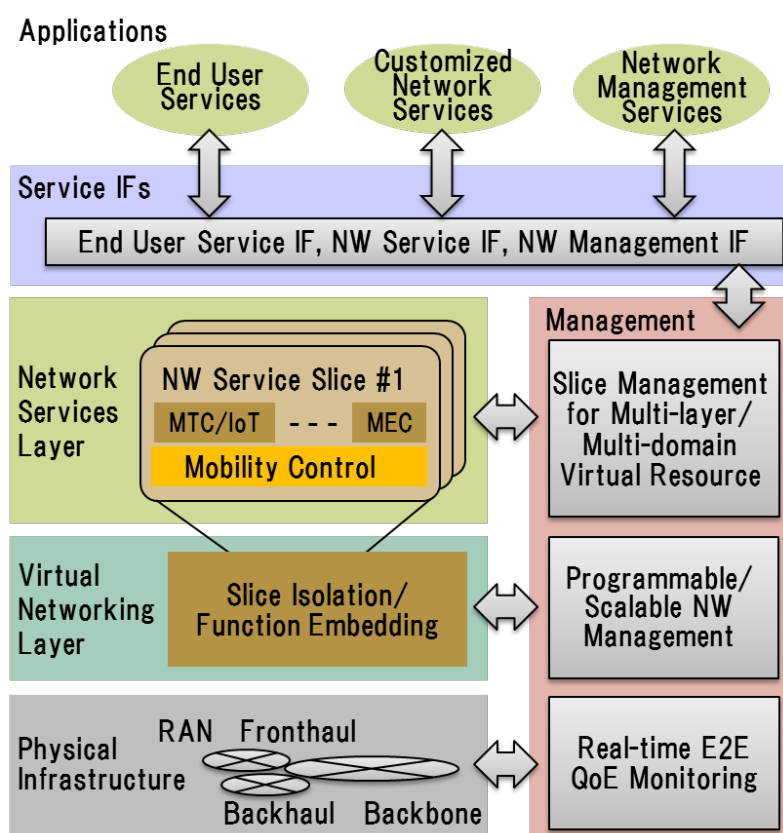 Applications
End User
Services
Customized
Network
Services
Network
Management
Services
Service IFs
End User Service IF, NW Service IF, NW Management IF
Network
Services
Layer
NW Service Slice #1
MTC/IoT - - - MEC
Mobility Control
Management
Slice Management
for Multi-layer/
Multi-domain
Virtual Resource
Virtual
Networking
Layer
Slice Isolation/
Function Embedding
Programmable/
Scalable NW
Management
Physical
Infrastructure
RAN Fronthaul
Backhaul Backbone
Real-time E2E
QoE Monitoring